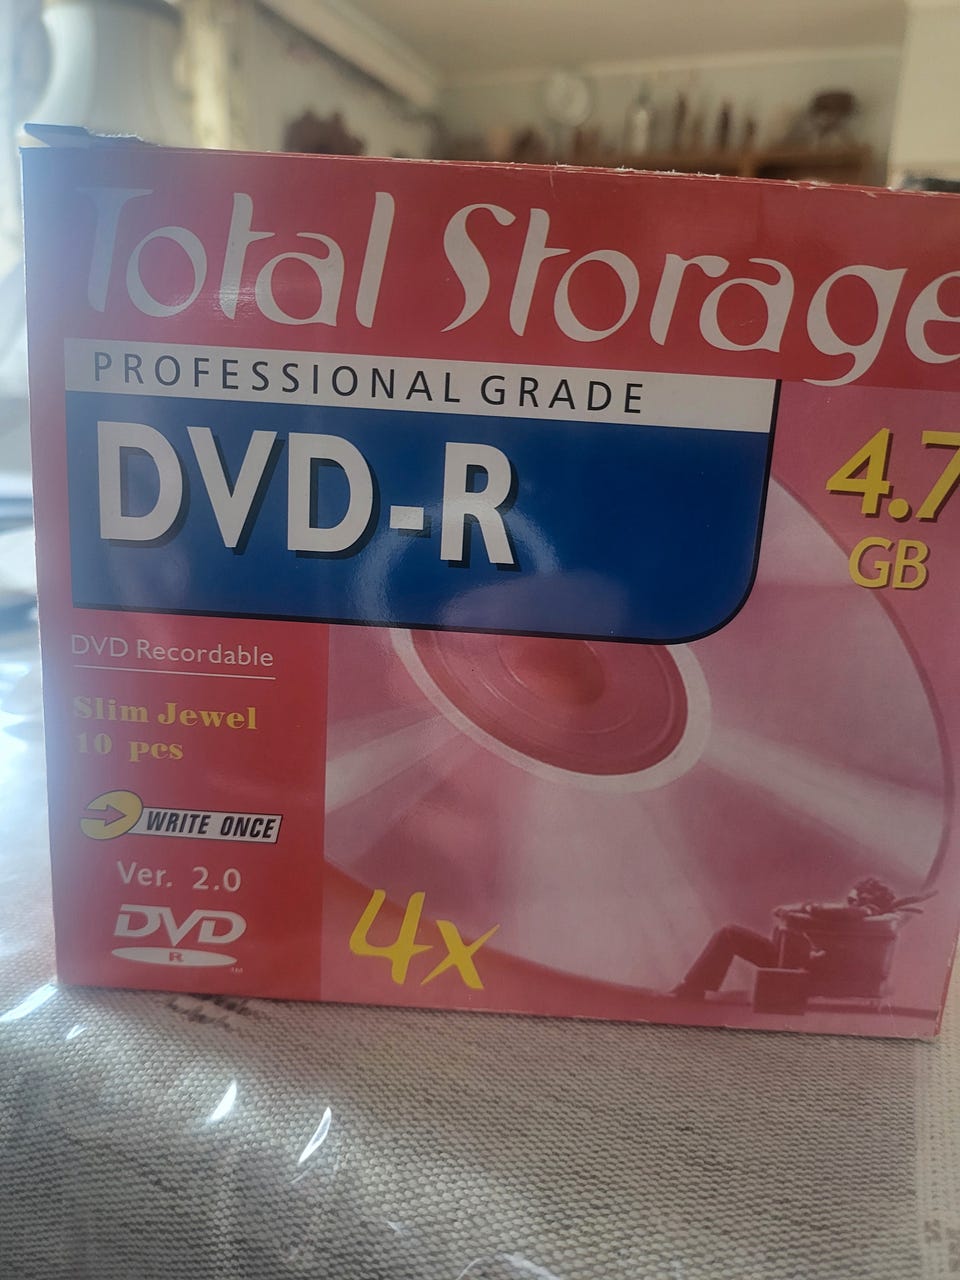 Total Storage
PROFESSIONAL GRADE
DVD-R
4.7
GB
DVD Recordable
Slim Jewel
10 pcs
WRITE ONCE
Ver. 2.0
DVD
R
TM
4x